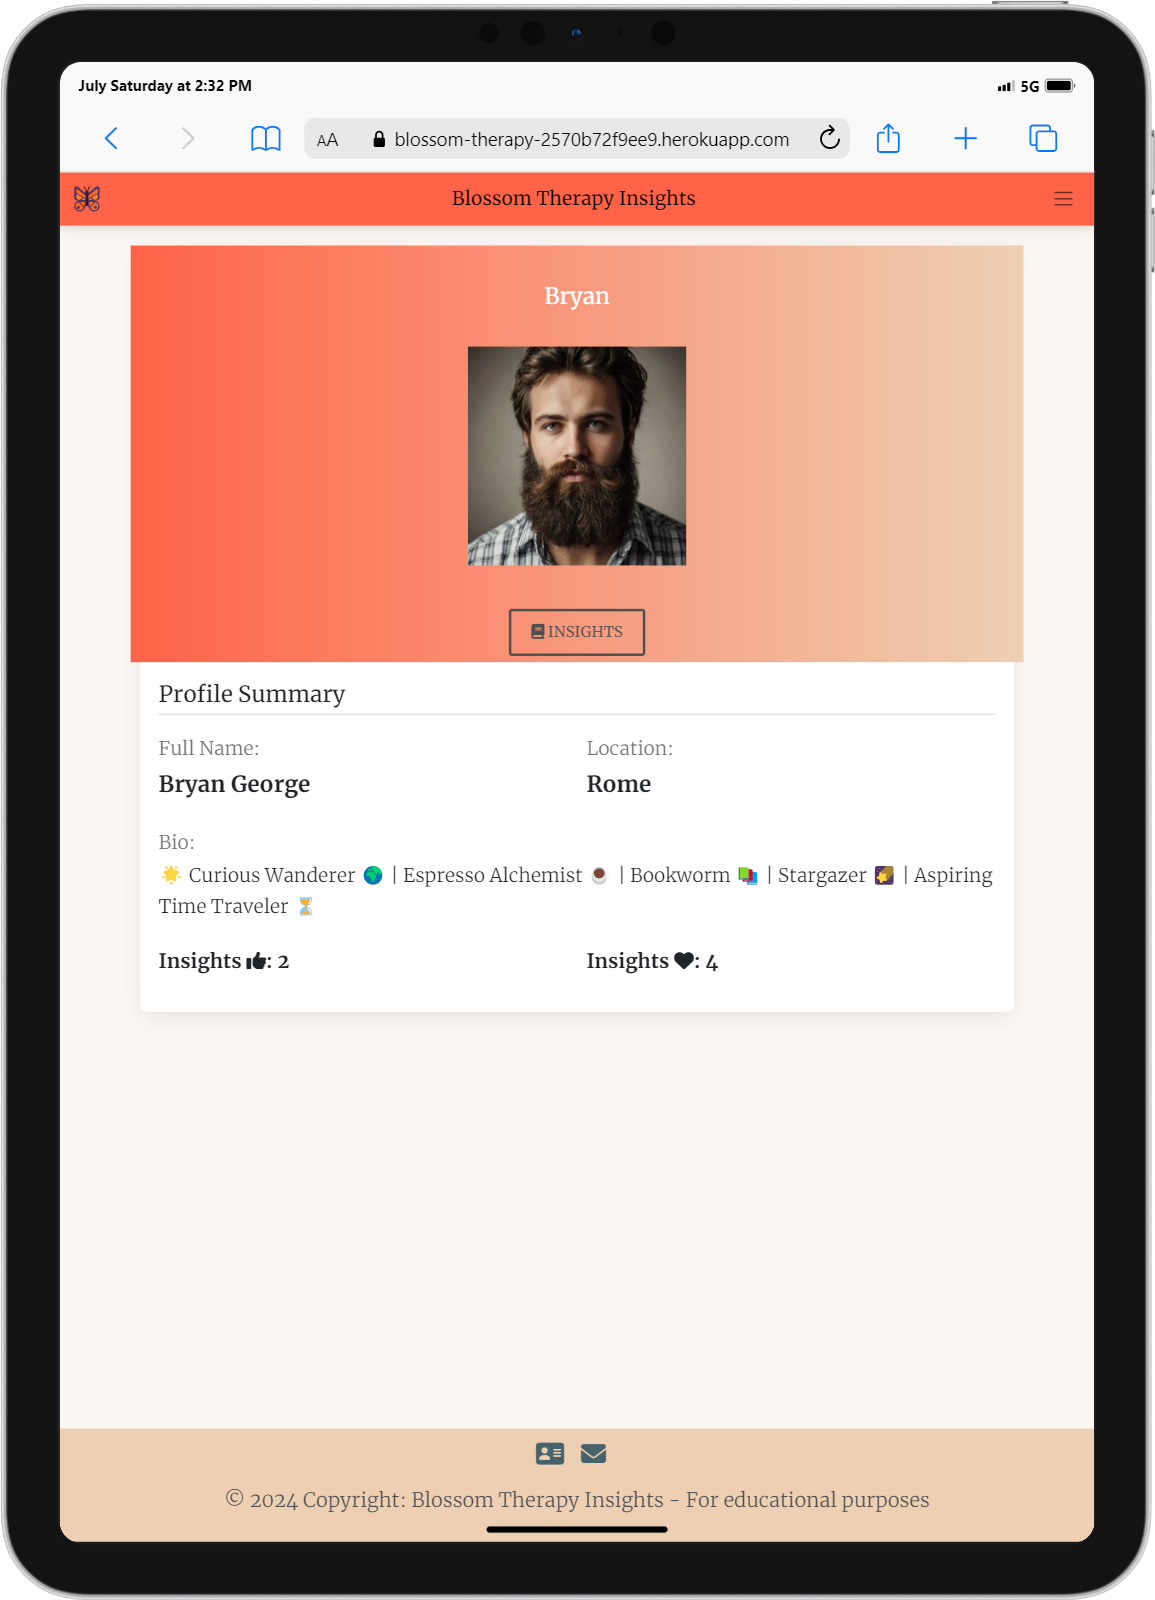 July Saturday at 2:32 PM
5G
AA
blossom-therapy-2570b72f9ee9.herokuapp.com
Blossom Therapy Insights
Bryan
INSIGHTS
Profile Summary
Full Name:
Location:
Bryan George
Rome
Bio:
🌟 Curious Wanderer 🌍 | Espresso Alchemist ☕ | Bookworm 📚 | Stargazer 🌠 | Aspiring
Time Traveler ⏳
Insights 👍: 2
Insights ♥: 4
© 2024 Copyright: Blossom Therapy Insights - For educational purposes